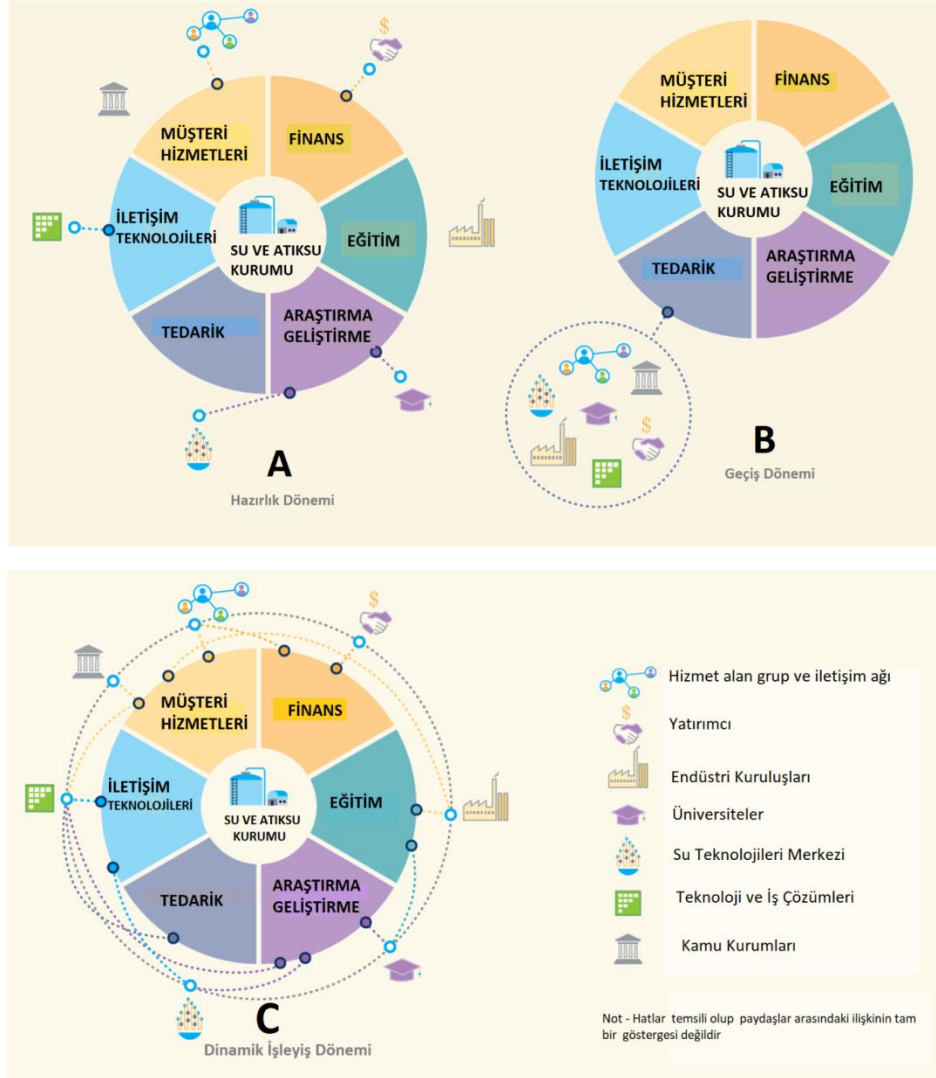 MÜŞTERİ
HİZMETLERİ
FİNANS
İLETİŞİM
TEKNOLOJİLERİ
SU VE ATIKSU
KURUMU
EĞİTİM
TEDARİK
ARAŞTIRMA
GELİŞTİRME
$
A
Hazırlık Dönemi
MÜŞTERİ
HİZMETLERİ
FİNANS
İLETİŞİM
TEKNOLOJİLERİ
SU VE ATIKSU
KURUMU
EĞİTİM
TEDARİK
ARAŞTIRMA
GELİŞTİRME
$
B
Geçiş Dönemi
$
MÜŞTERİ
HİZMETLERİ
FİNANS
İLETİŞİM
TEKNOLOJİLERİ
SU VE ATIKSU
KURUMU
EĞİTİM
TEDARİK
ARAŞTIRMA
GELİŞTİRME
C
Dinamik İşleyiş Dönemi
Hizmet alan grup ve iletişim ağı
$
Yatırımcı
Endüstri Kuruluşları
Üniversiteler
Su Teknolojileri Merkezi
Teknoloji ve İş Çözümleri
Kamu Kurumları
Not - Hatlar temsili olup paydaşlar arasındaki ilişkinin tam
bir göstergesi değildir